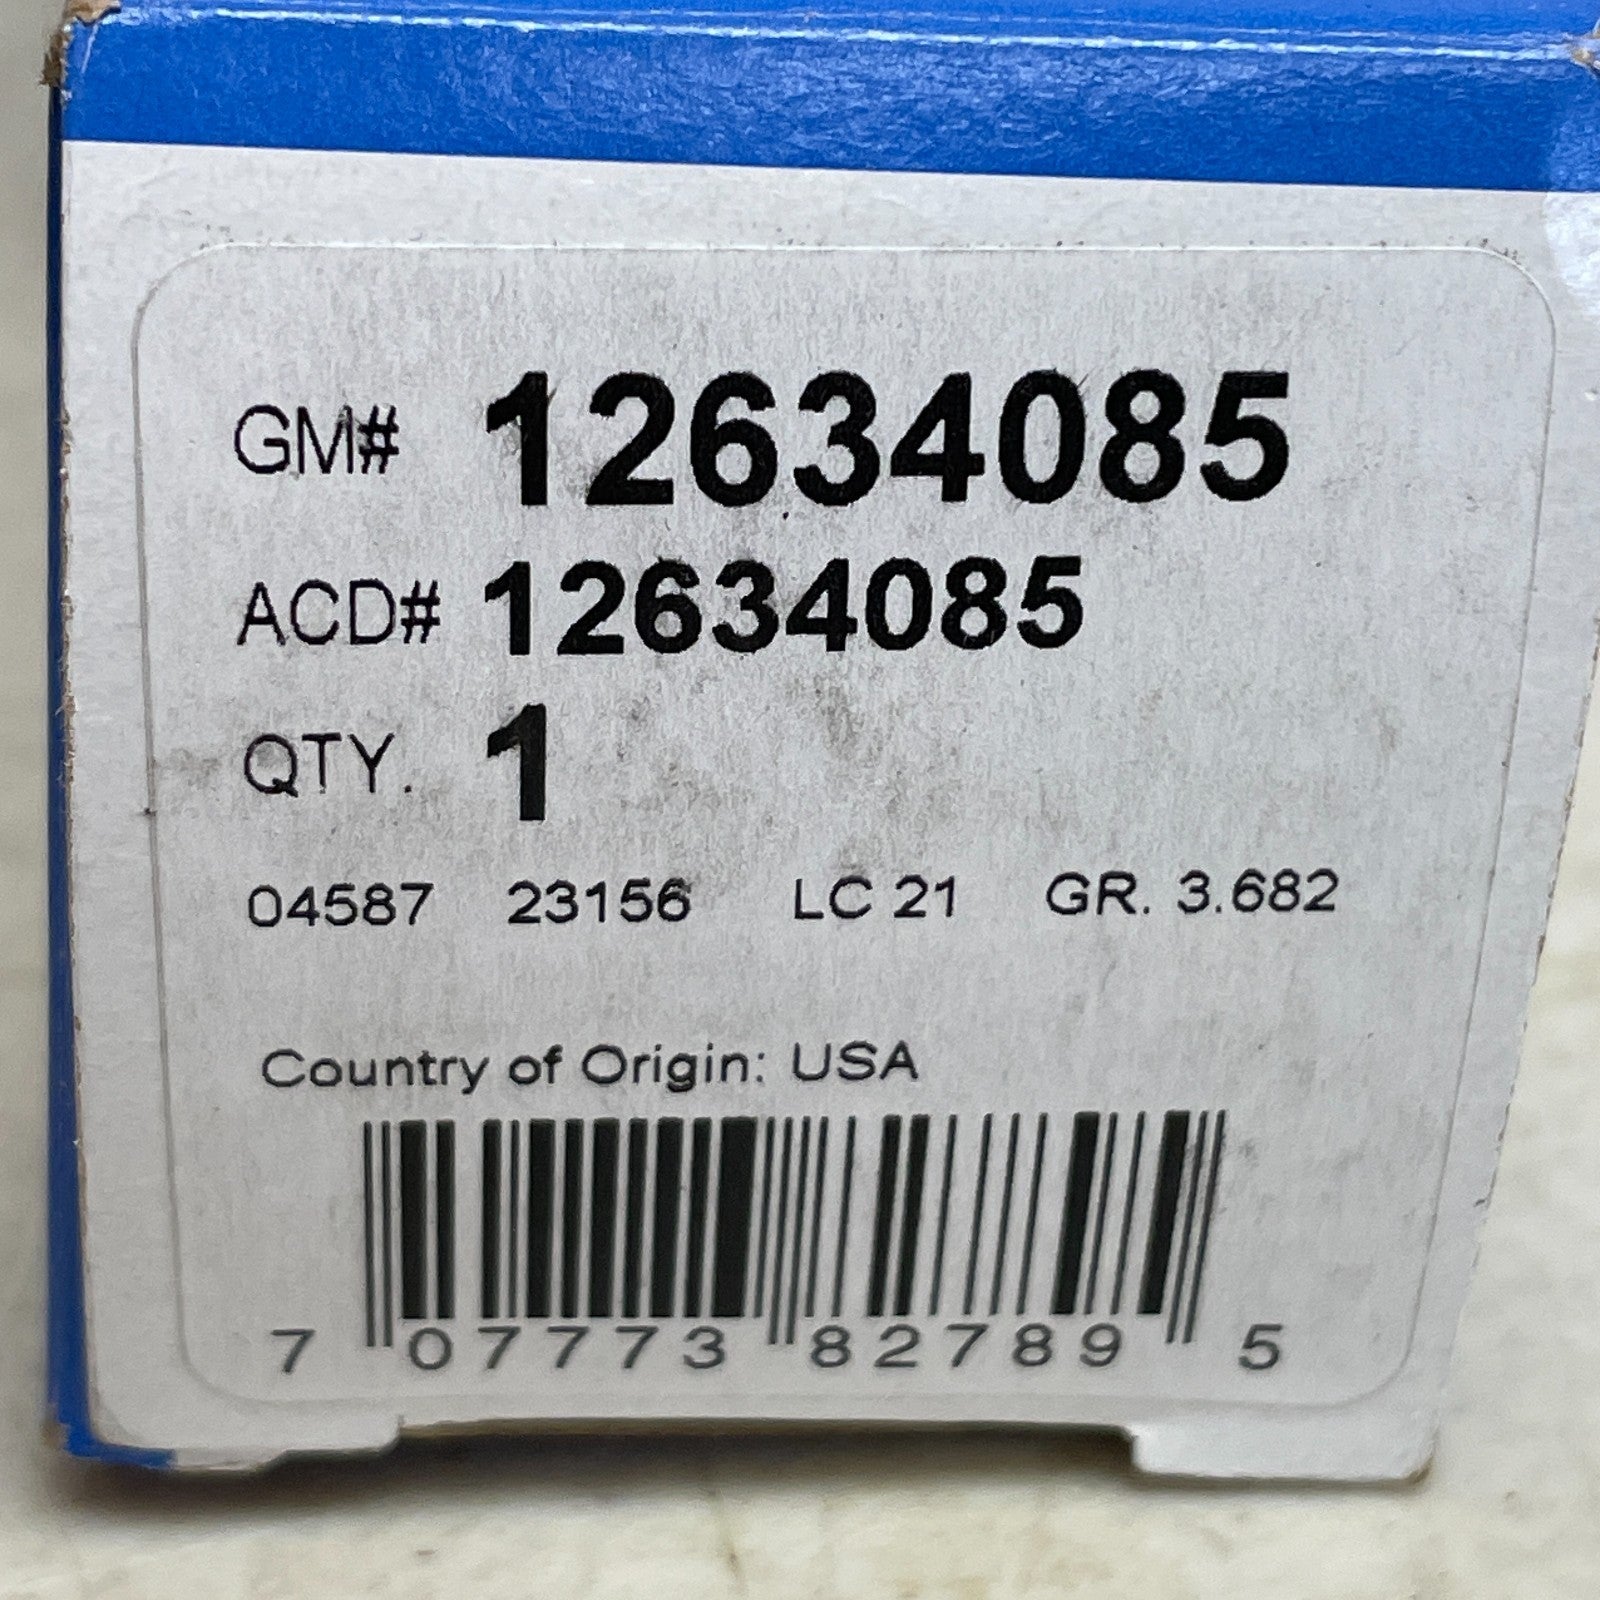 GM# 12634085
ACD# 12634085
QTY. 1
04587 23156 LC 21 GR. 3.682
Country of Origin: USA
7 07773 82789 5